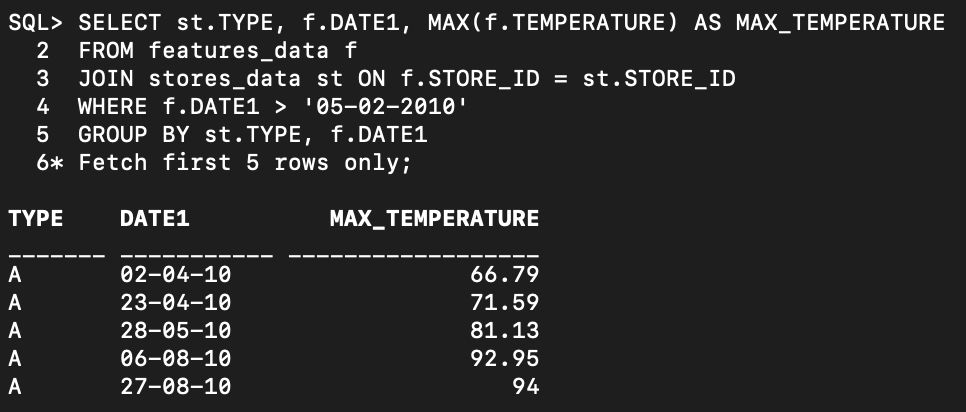 SQL> SELECT st.TYPE, f.DATE1, MAX(f.TEMPERATURE) AS MAX_TEMPERATURE
  2  FROM features_data f
  3  JOIN stores_data st ON f.STORE_ID = st.STORE_ID
  4  WHERE f.DATE1 > '05-02-2010'
  5  GROUP BY st.TYPE, f.DATE1
  6* Fetch first 5 rows only;

TYPE    DATE1          MAX_TEMPERATURE
_______ ___________ __________________
A       02-04-10                 66.79
A       23-04-10                 71.59
A       28-05-10                 81.13
A       06-08-10                 92.95
A       27-08-10                    94